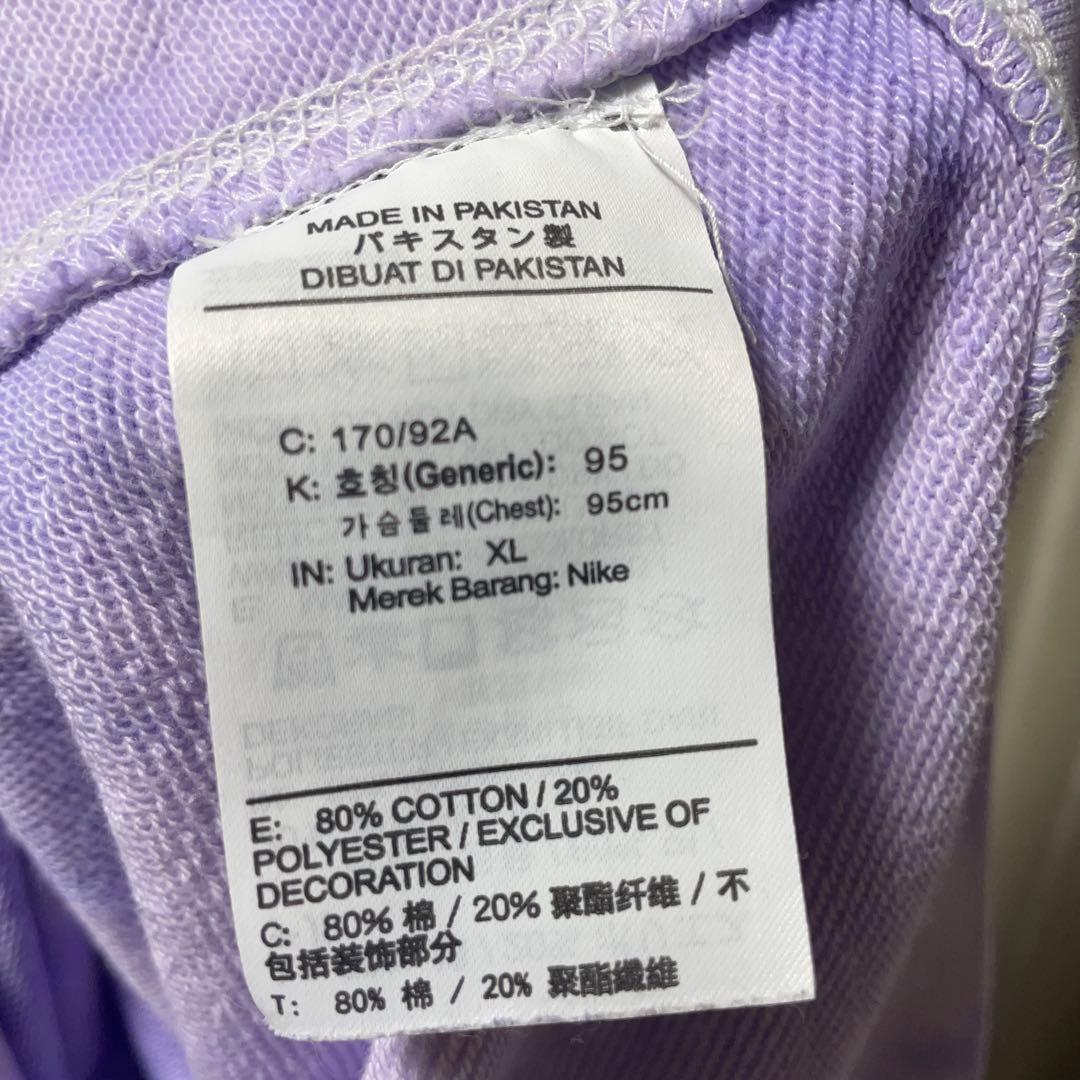 MADE IN PAKISTAN
パキスタン製
DIBUAT DI PAKISTAN
C: 170/92A
K: 호칭(Generic): 95
가슴둘레(Chest): 95cm
IN: Ukuran: XL
Merek Barang: Nike
E: 80% COTTON / 20%
POLYESTER / EXCLUSIVE OF
DECORATION
C: 80% 棉 / 20% 聚酯纤维 / 不
包括装饰部分
T: 80% 棉 / 20% 聚酯纖維